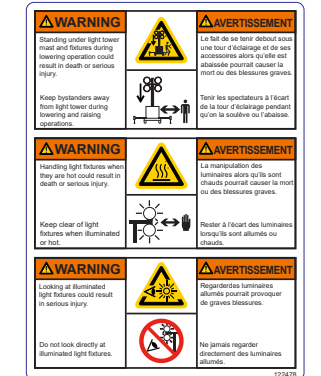 WARNING
Standing under light tower
mast and fixtures during
lowering operation could
result in death or serious
injury.
Keep bystanders away
from light tower during
lowering and raising
operations.
AVERTISSEMENT
Le fait de se tenir debout sous
une tour d'éclairage et de ses
accessoires alors qu'elle est
abaissée pourrait causer la
mort ou des blessures graves.
Tenir les spectateurs à l'écart
de la tour d'éclairage pendant
qu'on la soulève ou l'abaisse.
WARNING
Handling light fixtures when
they are hot could result in
death or serious injury.
Keep clear of light
fixtures when illuminated
or hot.
AVERTISSEMENT
La manipulation des
luminaires alors qu'ils sont
chauds pourrait causer la mort
ou des blessures graves.
Rester à l'écart des luminaires
lorsqu'ils sont allumés ou
chauds.
WARNING
Looking at illuminated
light fixtures could result
in serious injury.
Do not look directly at
illuminated light fixtures.
AVERTISSEMENT
Regarderdes luminaires
allumés pourrait provoquer
de graves blessures.
Ne jamais regarder
directement des luminaires
allumés.
122478